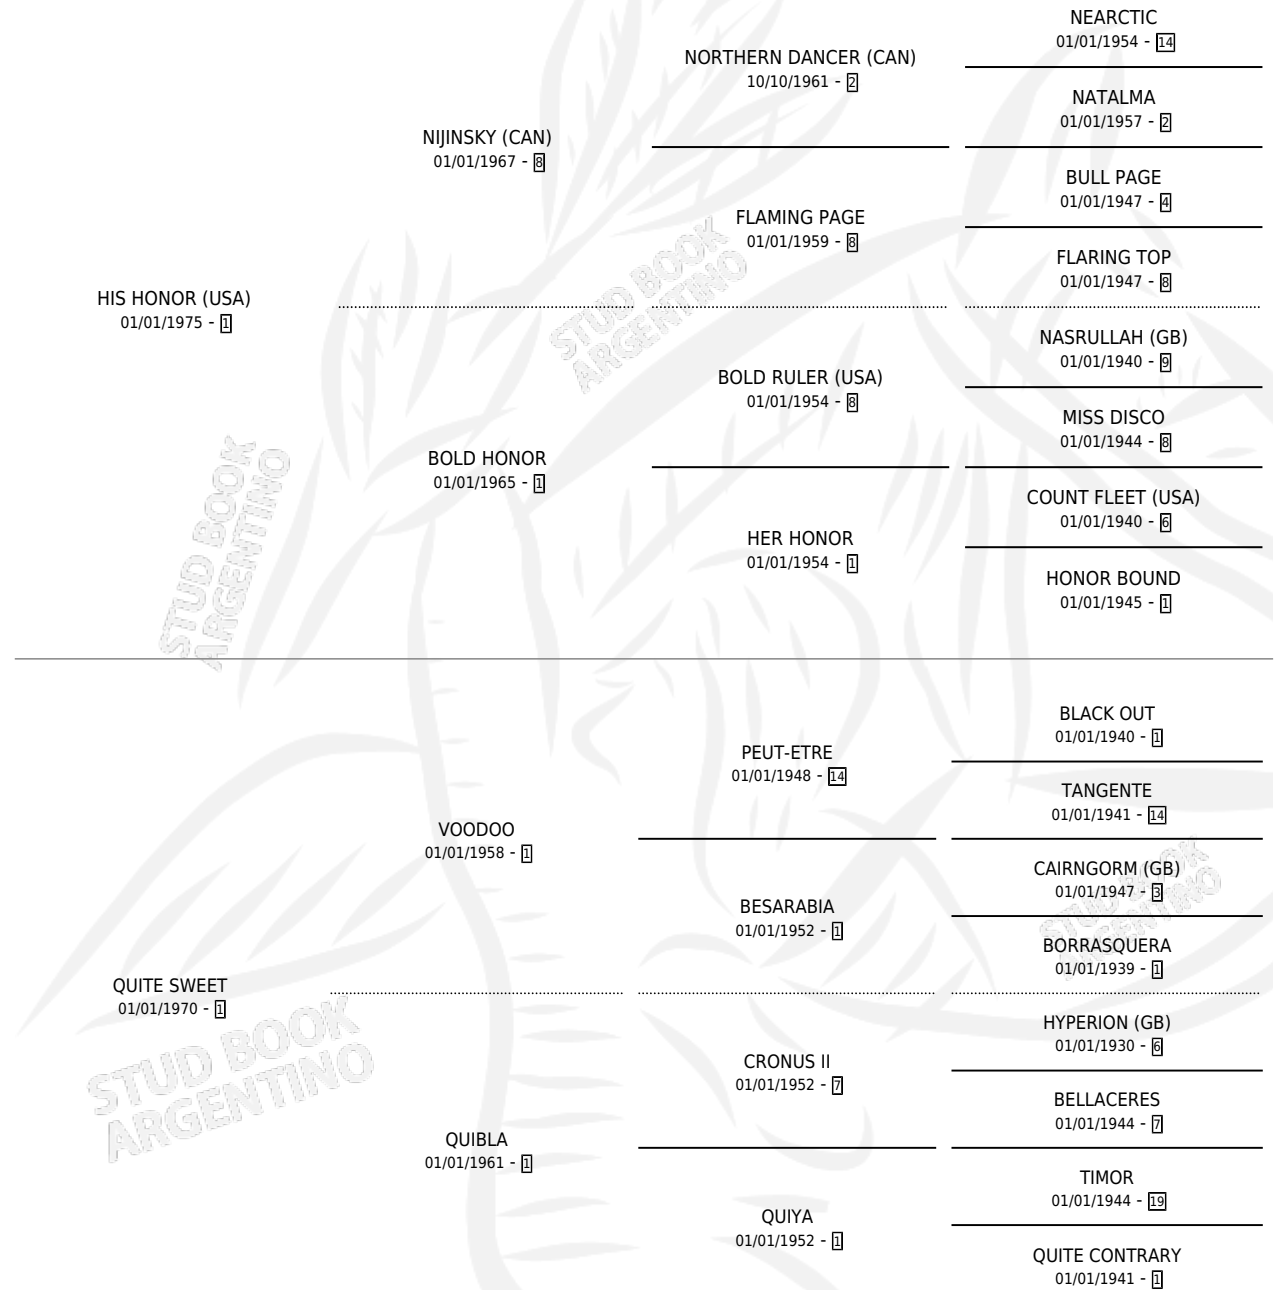 NEARCTIC
01/01/1954 - 14
NORTHERN DANCER (CAN)
10/10/1961 - 2
NATALMA
01/01/1957 - 2
NIJINSKY (CAN)
01/01/1967 - 8
BULL PAGE
01/01/1947 - 4
FLAMING PAGE
01/01/1959 - 8
FLARING TOP
01/01/1947 - 8
HIS HONOR (USA)
01/01/1975 - 1
NASRULLAH (GB)
01/01/1940 - 9
BOLD RULER (USA)
01/01/1954 - 8
MISS DISCO
01/01/1944 - 8
BOLD HONOR
01/01/1965 - 1
COUNT FLEET (USA)
01/01/1940 - 6
HER HONOR
01/01/1954 - 1
HONOR BOUND
01/01/1945 - 1
BLACK OUT
01/01/1940 - 1
PEUT-ETRE
01/01/1948 - 14
TANGENTE
01/01/1941 - 14
VOODOO
01/01/1958 - 1
CAIRNGORM (GB)
01/01/1947 - 3
BESARABIA
01/01/1952 - 1
BORRASQUERA
01/01/1939 - 1
QUITE SWEET
01/01/1970 - 1
HYPERION (GB)
01/01/1930 - 6
CRONUS II
01/01/1952 - 7
BELLACERES
01/01/1944 - 7
QUIBLA
01/01/1961 - 1
TIMOR
01/01/1944 - 19
QUIYA
01/01/1952 - 1
QUITE CONTRARY
01/01/1941 - 1
STUD BOOK
ARGENTINO
STUD BOOK
ARGENTINO
STUD BOOK
ARGENTINO
STUD BOOK
ARGENTINO